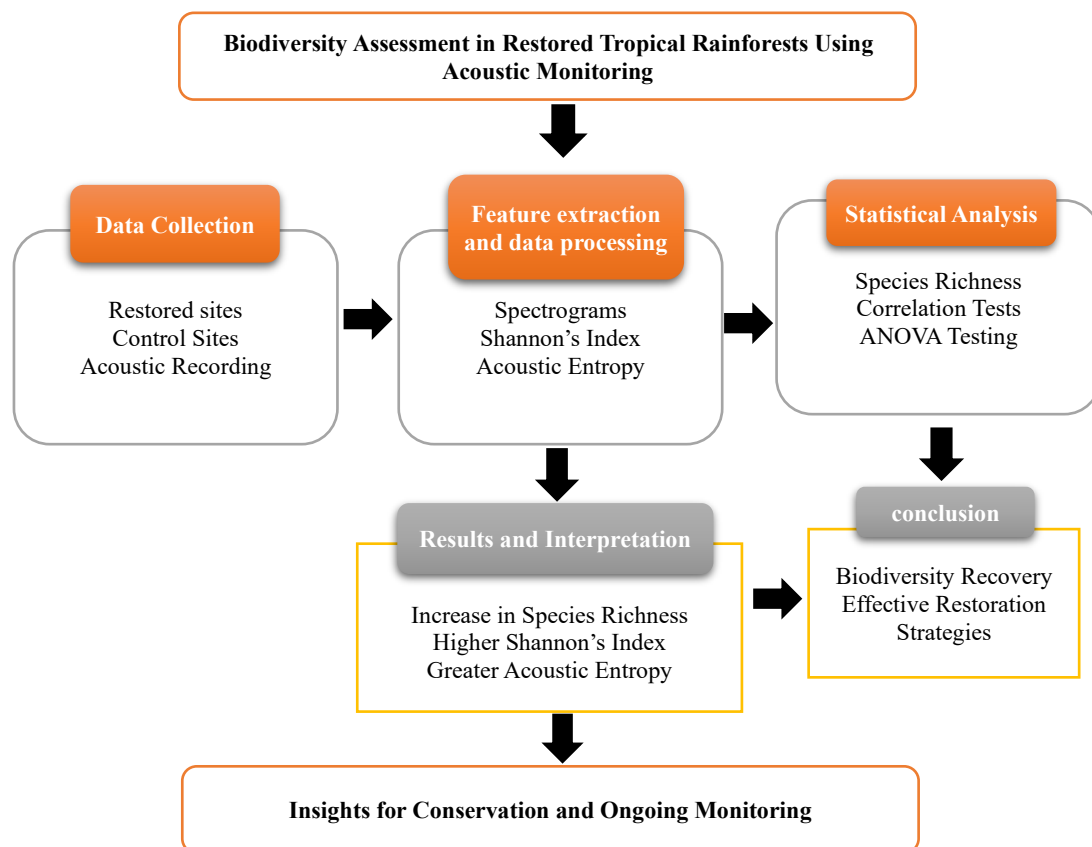 Biodiversity Assessment in Restored Tropical Rainforests Using
Acoustic Monitoring
Data Collection
Restored sites
Control Sites
Acoustic Recording
Feature extraction
and data processing
Spectrograms
Shannon’s Index
Acoustic Entropy
Statistical Analysis
Species Richness
Correlation Tests
ANOVA Testing
Results and Interpretation
Increase in Species Richness
Higher Shannon’s Index
Greater Acoustic Entropy
conclusion
Biodiversity Recovery
Effective Restoration
Strategies
Insights for Conservation and Ongoing Monitoring